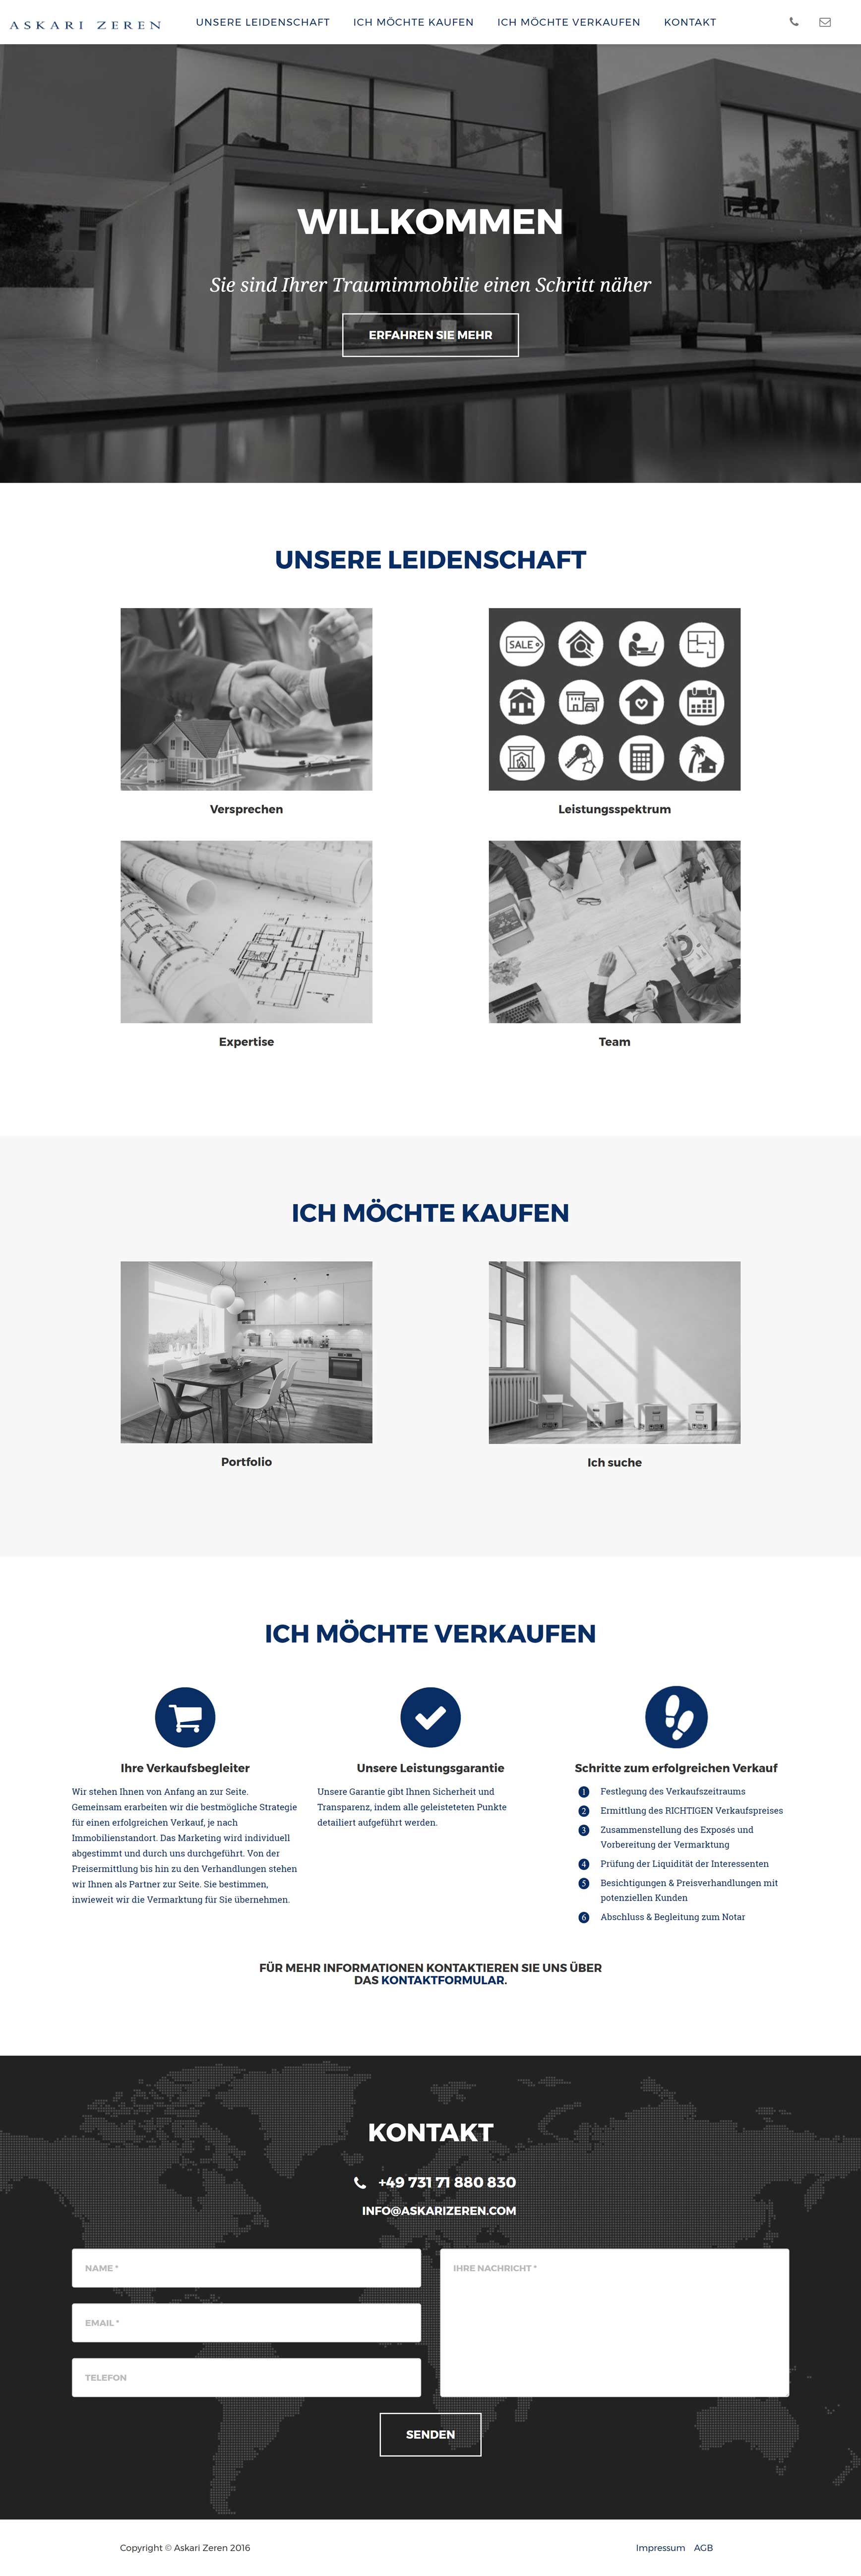 ASKARI ZEREN
UNSERE LEIDENSCHAFT
ICH MÖCHTE KAUFEN
ICH MÖCHTE VERKAUFEN
KONTAKT
WILLKOMMEN
Sie sind Ihrer Traumimmobilie einen Schritt näher
ERFAHREN SIE MEHR
UNSERE LEIDENSCHAFT
SALE
Versprechen
Leistungsspektrum
Expertise
Team
ICH MÖCHTE KAUFEN
Portfolio
Ich suche
ICH MÖCHTE VERKAUFEN
Ihre Verkaufsbegleiter
Wir stehen Ihnen von Anfang an zur Seite.
Gemeinsam erarbeiten wir die bestmögliche Strategie
für einen erfolgreichen Verkauf, je nach
Immobilienstandort. Das Marketing wird individuell
abgestimmt und durch uns durchgeführt. Von der
Preisermittlung bis hin zu den Verhandlungen stehen
wir Ihnen als Partner zur Seite. Sie bestimmen,
inwieweit wir die Vermarktung für Sie übernehmen.
Unsere Leistungsgarantie
Unsere Garantie gibt Ihnen Sicherheit und
Transparenz, indem alle geleisteteten Punkte
detailiert aufgeführt werden.
Schritte zum erfolgreichen Verkauf
1 Festlegung des Verkaufszeitraums
2 Ermittlung des RICHTIGEN Verkaufspreises
3 Zusammenstellung des Exposés und
Vorbereitung der Vermarktung
4 Prüfung der Liquidität der Interessenten
5 Besichtigungen & Preisverhandlungen mit
potenziellen Kunden
6 Abschluss & Begleitung zum Notar
FÜR MEHR INFORMATIONEN KONTAKTIEREN SIE UNS ÜBER
DAS KONTAKTFORMULAR.
KONTAKT
+49 731 71 880 830
INFO@ASKARIZEREN.COM
NAME *
EMAIL *
TELEFON
IHRE NACHRICHT *
SENDEN
Copyright © Askari Zeren 2016
Impressum AGB